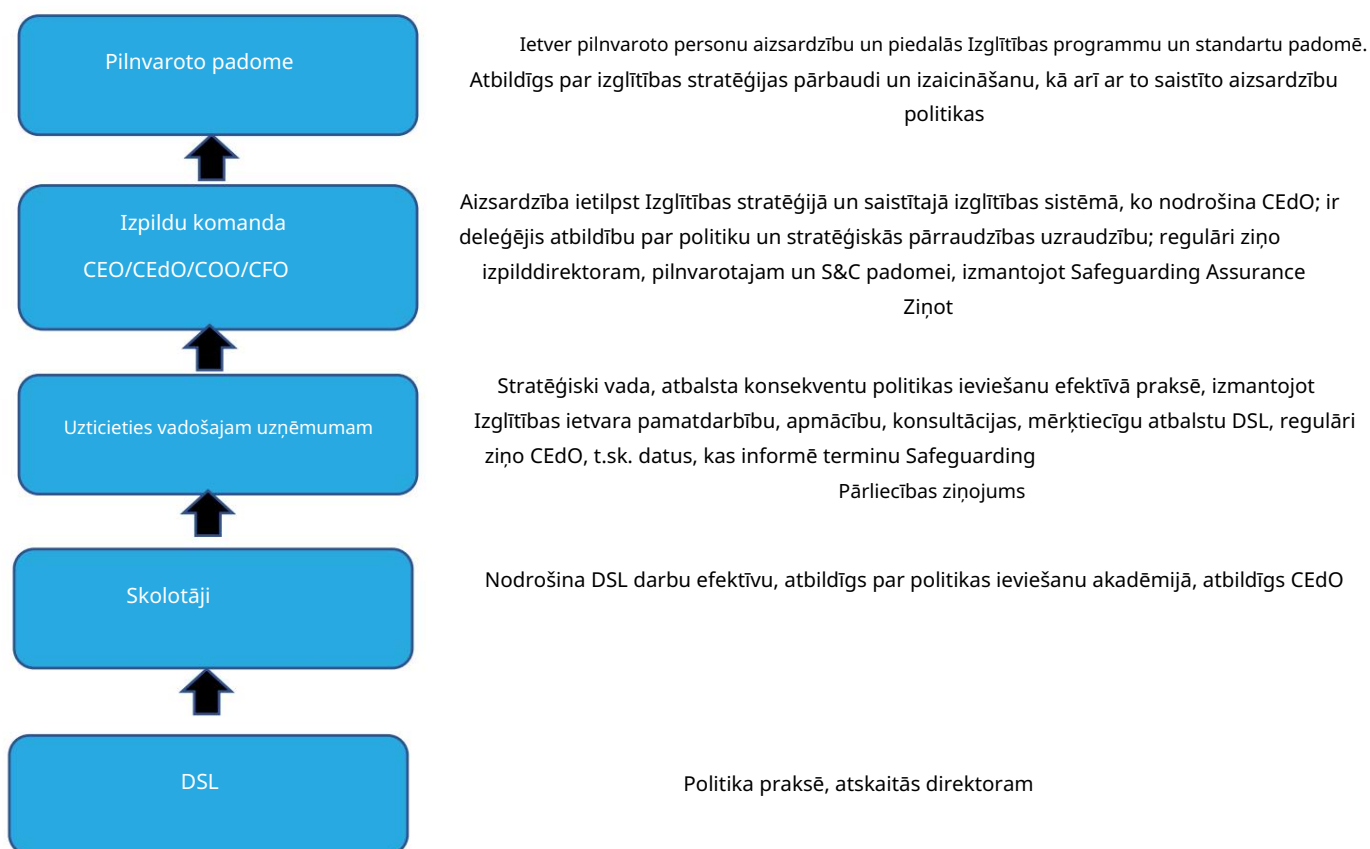 Pilnvaroto padome
Ietver pilnvaroto personu aizsardzību un piedalās Izglītības programmu un standartu padomē.
Atbildīgs par izglītības stratēģijas pārbaudi un izaicināšanu, kā arī ar to saistīto aizsardzību
politikas
Izpildu komanda
CEO/CEdO/COO/CFO
Aizsardzība ietilpst Izglītības stratēģijā un saistītajā izglītības sistēmā, ko nodrošina CEdO; ir
deleģējis atbildību par politiku un stratēģiskās pārraudzības uzraudzību; regulāri ziņo
izpilddirektoram, pilnvarotajam un S&C padomei, izmantojot Safeguarding Assurance
Ziņot
Uzticieties vadošajam uzņēmumam
Stratēģiski vada, atbalsta konsekventu politikas ieviešanu efektīvā praksē, izmantojot
Izglītības ietvara pamatdarbību, apmācību, konsultācijas, mērķtiecīgu atbalstu DSL, regulāri
ziņo CEdO, t.sk. datus, kas informē terminu Safeguarding
Pārliecības ziņojums
Skolotāji
Nodrošina DSL darbu efektīvu, atbildīgs par politikas ieviešanu akadēmijā, atbildīgs CEdO
DSL
Politika praksē, atskaitās direktoram